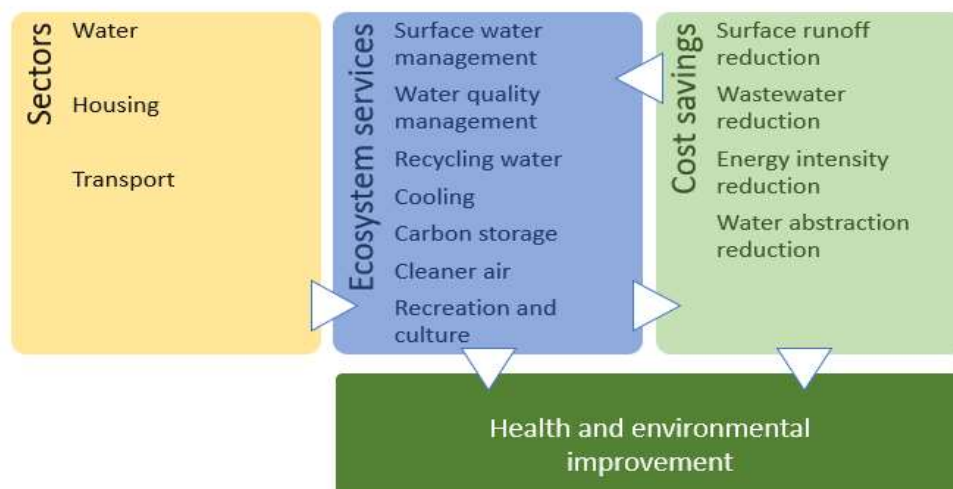 Sectors
Water
Housing
Transport
Ecosystem services
Surface water
management
Water quality
management
Recycling water
Cooling
Carbon storage
Cleaner air
Recreation and
culture
Cost savings
Surface runoff
reduction
Wastewater
reduction
Energy intensity
reduction
Water abstraction
reduction
Health and environmental
improvement